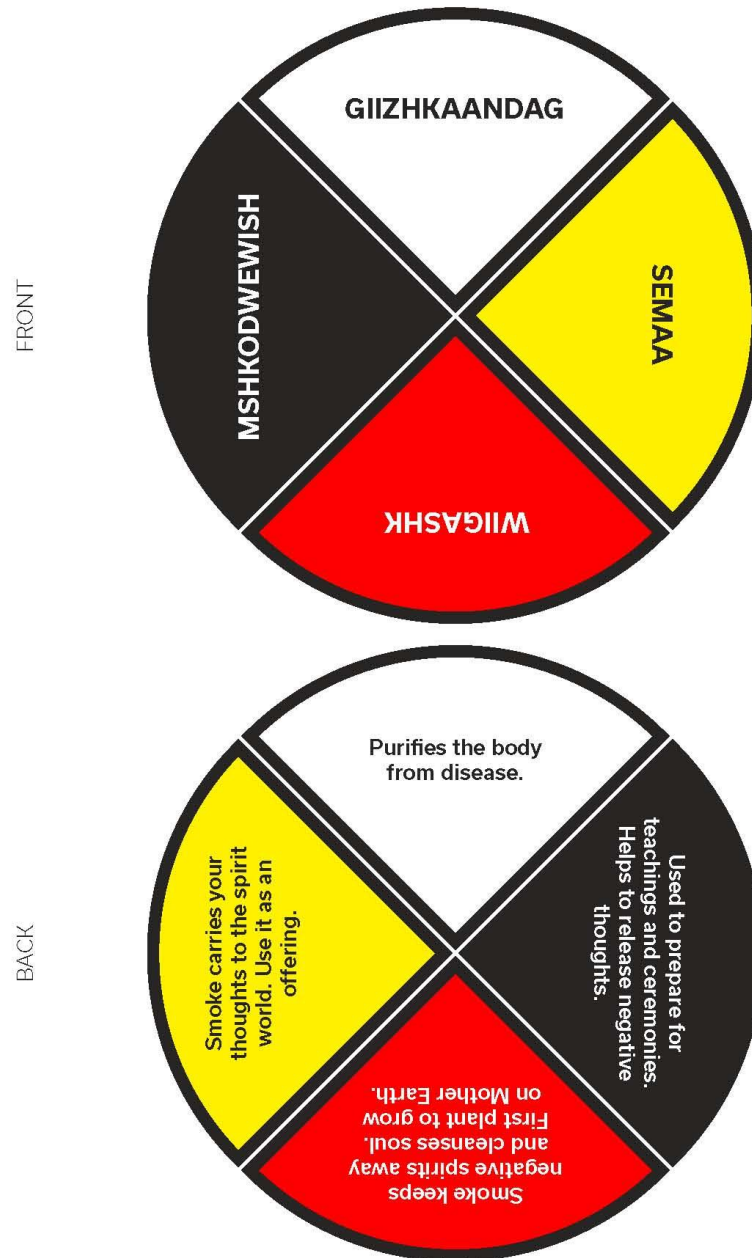 FRONT
GIIZHKAANDAG
MSHKODWEWISH
SEMAA
WIIGASHK
BACK
Purifies the body
from disease.
Smoke carries your
thoughts to the spirit
world. Use it as an
offering.
Used to prepare for
teachings and ceremonies.
Helps to release negative
thoughts.
Smoke keeps
negative spirits away
and cleanses soul.
First plant to grow
on Mother Earth.